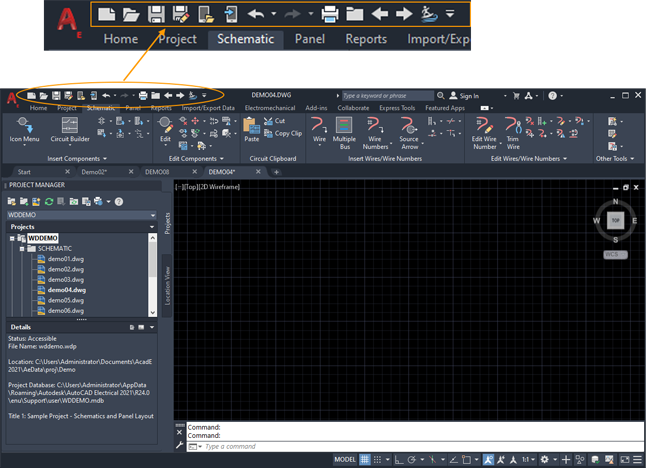 A E
Home Project Schematic Panel Reports Import/Exp
DEMO04.DWG Type a keyword or phrase Sign In
Home Project Schematic Panel Reports Import/Export Data Electromechanical Add-ins Collaborate Express Tools Featured Apps
Icon Menu Circuit Builder Edit Paste Cut Copy Clip Wire Multiple Bus Wire Numbers Source Arrow Edit Wire Number Trim Wire
Insert Components Edit Components Circuit Clipboard Insert Wires/Wire Numbers Edit Wires/Wire Numbers Other Tools
Start Demo02* DEMO08 DEMO04*
PROJECT MANAGER
[−][Top][2D Wireframe]
WDDEMO
Projects
WDDEMO
SCHEMATIC
demo01.dwg
demo02.dwg
demo03.dwg
demo04.dwg
demo05.dwg
demo06.dwg
Projects
Location View
N
W TOP E
S
WCS
Details
Status: Accessible
File Name: wddemo.wdp
Location: C:\Users\Administrator\Documents\AcadE
2021\AeData\proj\Demo
Project Database: C:\Users\Administrator\AppData
\Roaming\Autodesk\AutoCAD Electrical 2021\R24.0
\enu\Support\user\WDDEMO.mdb
Title 1: Sample Project - Schematics and Panel Layout
Command:
Command:
Type a command
MODEL 1:1